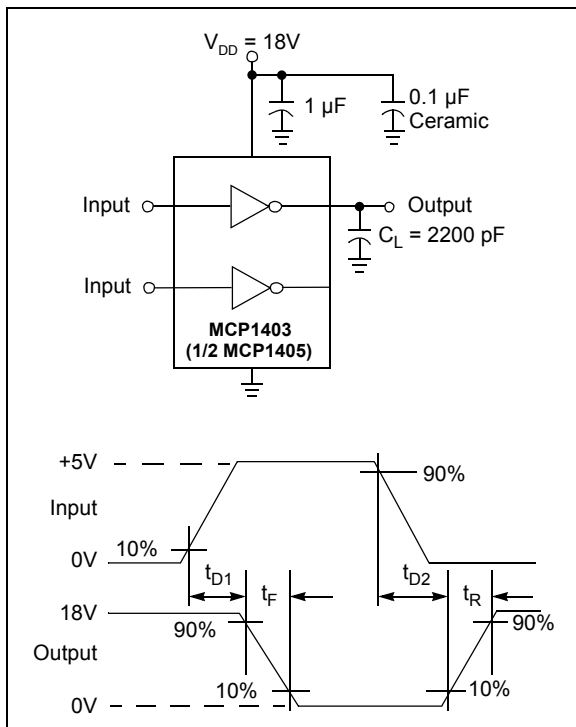 V_DD = 18V
1 µF
0.1 µF
Ceramic
Input
Output
C_L = 2200 pF
Input
MCP1403
(1/2 MCP1405)
+5V
90%
Input
10%
0V
t_D1
t_F
t_D2
t_R
18V
90%
90%
Output
10%
10%
0V